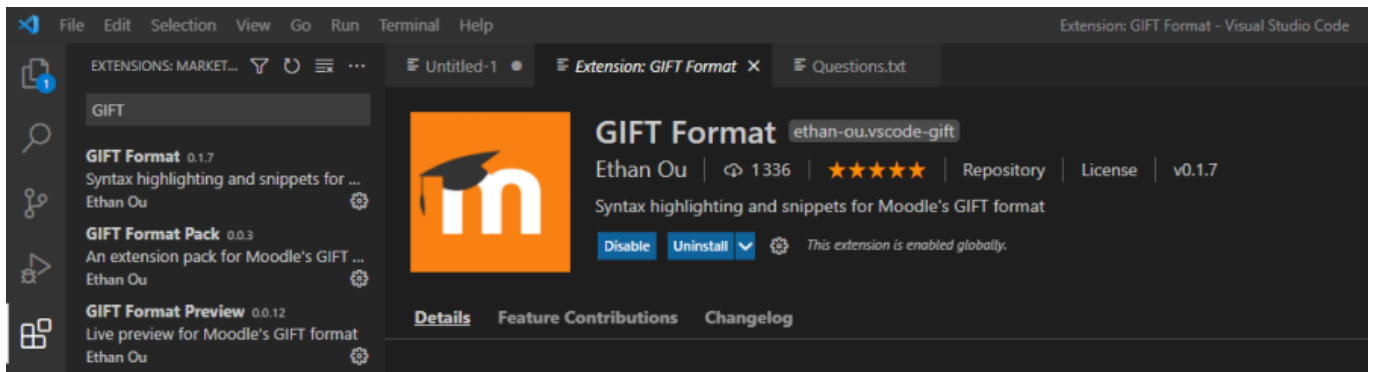 File Edit Selection View Go Run Terminal Help
Extension: GIFT Format - Visual Studio Code
EXTENSIONS: MARKET...
Untitled-1
Extension: GIFT Format
Questions.txt
1
GIFT
GIFT Format 0.1.7
Syntax highlighting and snippets for ...
Ethan Ou
GIFT Format Pack 0.0.3
An extension pack for Moodle's GIFT ...
Ethan Ou
GIFT Format Preview 0.0.12
Live preview for Moodle's GIFT format
Ethan Ou
m
GIFT Format ethan-ou.vscode-gift
Ethan Ou 1336 ★★★★★ Repository License v0.1.7
Syntax highlighting and snippets for Moodle's GIFT format
Disable Uninstall This extension is enabled globally.
Details Feature Contributions Changelog